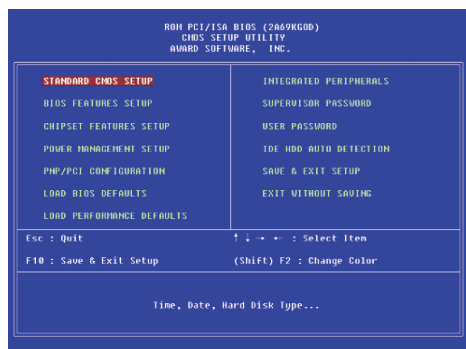 ROM PCI/ISA BIOS (2A69KGOD)
CMOS SETUP UTILITY
AWARD SOFTWARE, INC.
STANDARD CMOS SETUP
BIOS FEATURES SETUP
CHIPSET FEATURES SETUP
POWER MANAGEMENT SETUP
PNP/PCI CONFIGURATION
LOAD BIOS DEFAULTS
LOAD PERFORMANCE DEFAULTS
INTEGRATED PERIPHERALS
SUPERVISOR PASSWORD
USER PASSWORD
IDE HDD AUTO DETECTION
SAVE & EXIT SETUP
EXIT WITHOUT SAVING
Esc : Quit
↑ ↓ → ← : Select Item
F10 : Save & Exit Setup
(Shift) F2 : Change Color
Time, Date, Hard Disk Type...